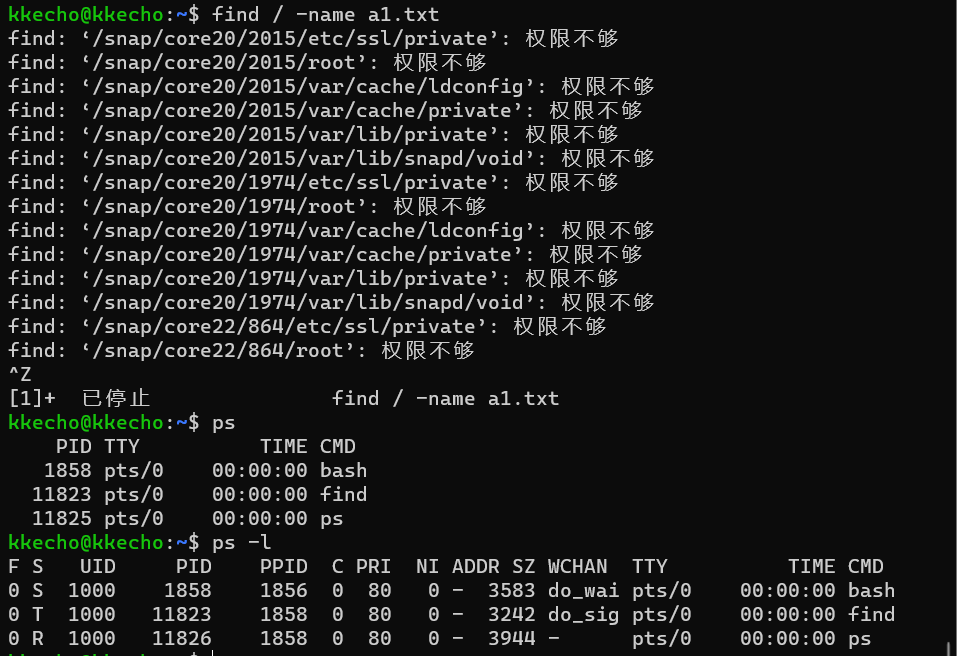 kkecho@kkecho:~$ find / -name a1.txt
find: ‘/snap/core20/2015/etc/ssl/private’: 权限不够
find: ‘/snap/core20/2015/root’: 权限不够
find: ‘/snap/core20/2015/var/cache/ldconfig’: 权限不够
find: ‘/snap/core20/2015/var/cache/private’: 权限不够
find: ‘/snap/core20/2015/var/lib/private’: 权限不够
find: ‘/snap/core20/2015/var/lib/snapd/void’: 权限不够
find: ‘/snap/core20/1974/etc/ssl/private’: 权限不够
find: ‘/snap/core20/1974/root’: 权限不够
find: ‘/snap/core20/1974/var/cache/ldconfig’: 权限不够
find: ‘/snap/core20/1974/var/cache/private’: 权限不够
find: ‘/snap/core20/1974/var/lib/private’: 权限不够
find: ‘/snap/core20/1974/var/lib/snapd/void’: 权限不够
find: ‘/snap/core22/864/etc/ssl/private’: 权限不够
find: ‘/snap/core22/864/root’: 权限不够
^Z
[1]+  已停止               find / -name a1.txt
kkecho@kkecho:~$ ps
    PID TTY          TIME CMD
   1858 pts/0    00:00:00 bash
  11823 pts/0    00:00:00 find
  11825 pts/0    00:00:00 ps
kkecho@kkecho:~$ ps -l
F S   UID     PID    PPID  C PRI  NI ADDR SZ WCHAN  TTY          TIME CMD
0 S  1000    1858    1856  0  80   0 -  3583 do_wai pts/0    00:00:00 bash
0 T  1000   11823    1858  0  80   0 -  3242 do_sig pts/0    00:00:00 find
0 R  1000   11826    1858  0  80   0 -  3944 -      pts/0    00:00:00 ps